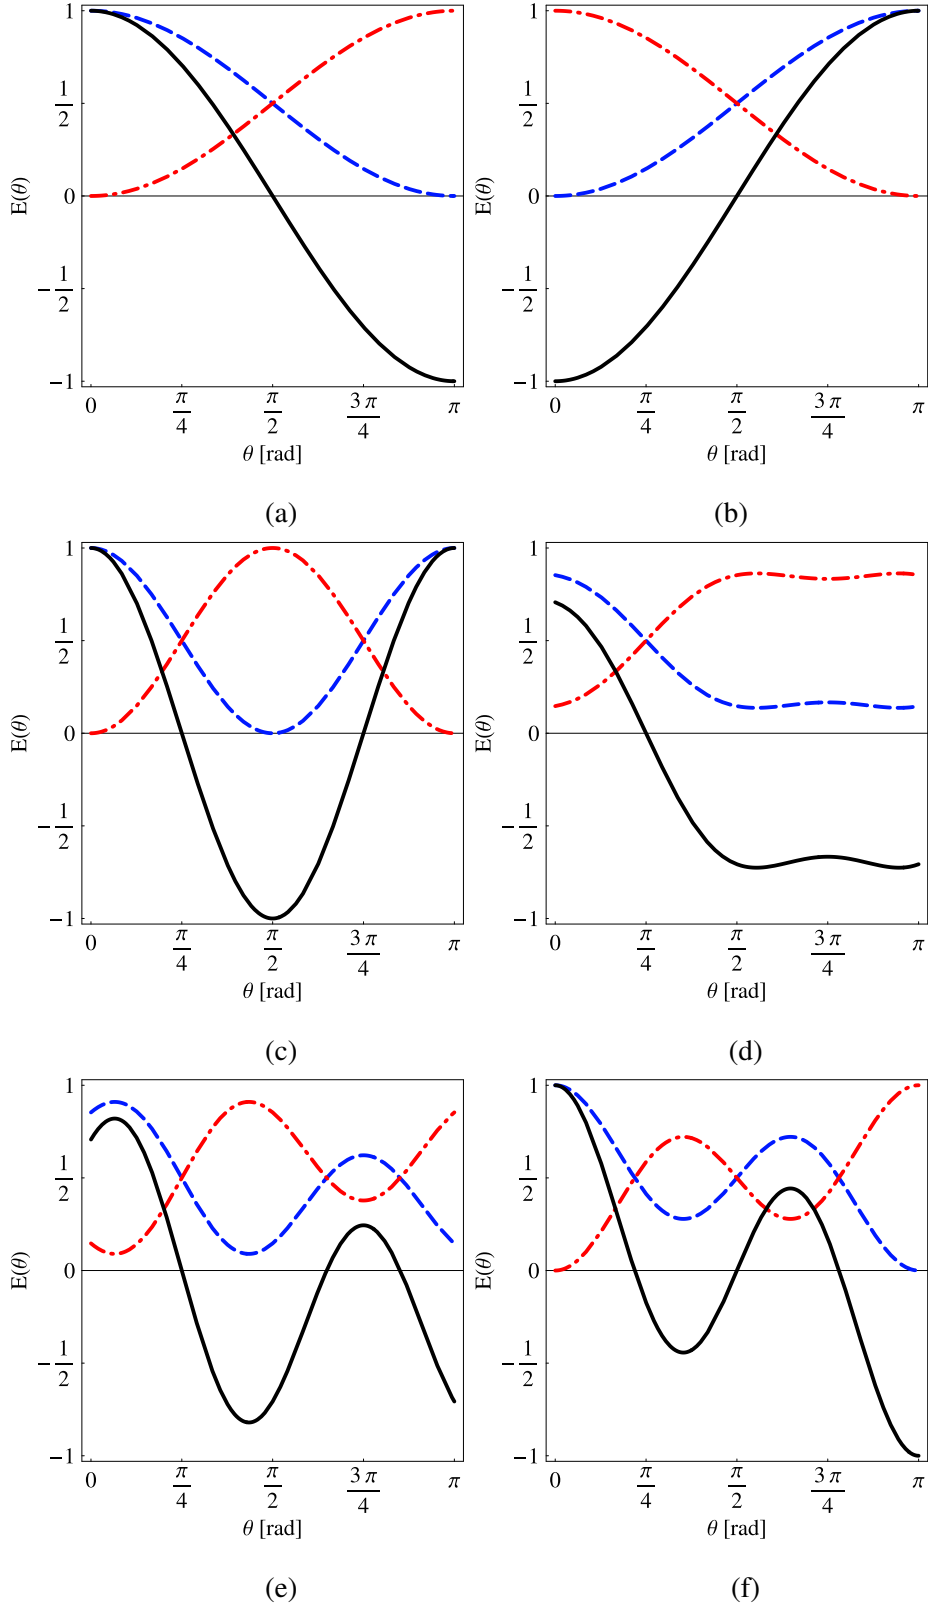 1
1/2
0
−1/2
−1
E(θ)
0 π/4 π/2 3π/4 π
θ [rad]
(a)
1
1/2
0
−1/2
−1
E(θ)
0 π/4 π/2 3π/4 π
θ [rad]
(b)
1
1/2
0
−1/2
−1
E(θ)
0 π/4 π/2 3π/4 π
θ [rad]
(c)
1
1/2
0
−1/2
−1
E(θ)
0 π/4 π/2 3π/4 π
θ [rad]
(d)
1
1/2
0
−1/2
−1
E(θ)
0 π/4 π/2 3π/4 π
θ [rad]
(e)
1
1/2
0
−1/2
−1
E(θ)
0 π/4 π/2 3π/4 π
θ [rad]
(f)